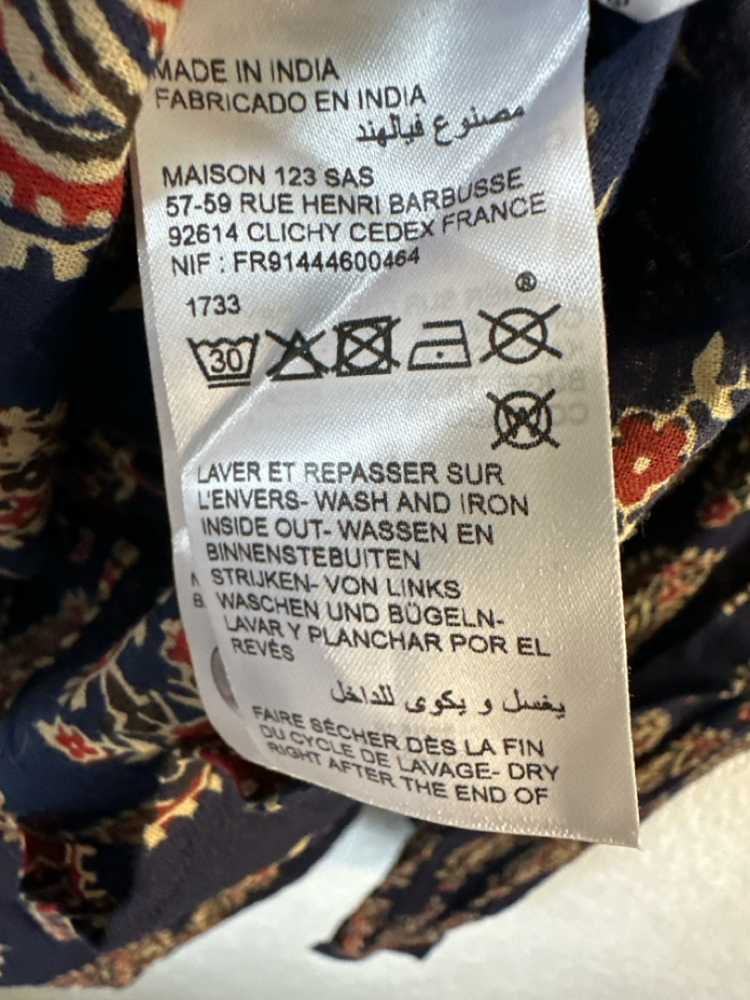 MADE IN INDIA
FABRICADO EN INDIA
مصنوع فيالهند
MAISON 123 SAS
57-59 RUE HENRI BARBUSSE
92614 CLICHY CEDEX FRANCE
NIF : FR91444600464
1733
®
30
W
LAVER ET REPASSER SUR
L'ENVERS- WASH AND IRON
INSIDE OUT- WASSEN EN
BINNENSTEBUITEN
STRIJKEN- VON LINKS
WASCHEN UND BÜGELN-
LAVAR Y PLANCHAR POR EL
REVÉS
يغسل و يكوى للداخل
FAIRE SÉCHER DÈS LA FIN
DU CYCLE DE LAVAGE- DRY
RIGHT AFTER THE END OF